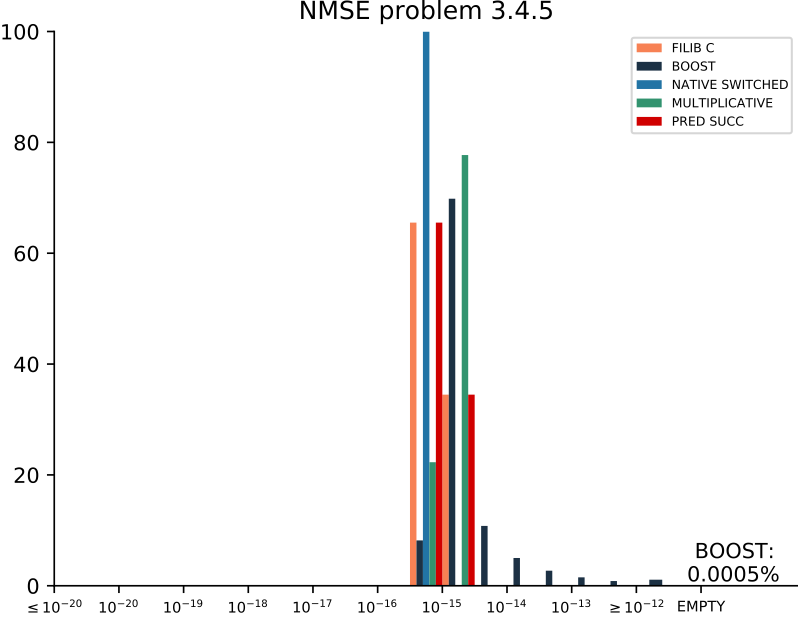 NMSE problem 3.4.5
100
80
60
40
20
0
FILIB C
BOOST
NATIVE SWITCHED
MULTIPLICATIVE
PRED SUCC
BOOST:
0.0005%
≤10⁻²⁰ 10⁻²⁰ 10⁻¹⁹ 10⁻¹⁸ 10⁻¹⁷ 10⁻¹⁶ 10⁻¹⁵ 10⁻¹⁴ 10⁻¹³ ≥10⁻¹² EMPTY